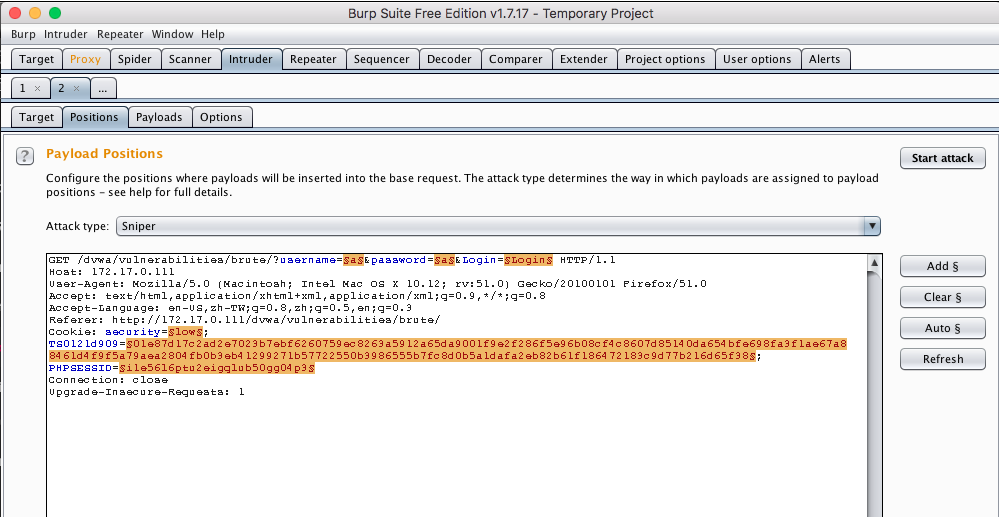 Burp Suite Free Edition v1.7.17 - Temporary Project
Burp Intruder Repeater Window Help
Target Proxy Spider Scanner Intruder Repeater Sequencer Decoder Comparer Extender Project options User options Alerts
1 × 2 × ...
Target Positions Payloads Options
? Payload Positions Start attack
Configure the positions where payloads will be inserted into the base request. The attack type determines the way in which payloads are assigned to payload
positions - see help for full details.
Attack type: Sniper
GET /dvwa/vulnerabilities/brute/?username=§a§&password=§a§&Login=§Login§ HTTP/1.1
Host: 172.17.0.111
User-Agent: Mozilla/5.0 (Macintosh; Intel Mac OS X 10.12; rv:51.0) Gecko/20100101 Firefox/51.0
Accept: text/html,application/xhtml+xml,application/xml;q=0.9,*/*;q=0.8
Accept-Language: en-US,zh-TW;q=0.8,zh;q=0.5,en;q=0.3
Referer: http://172.17.0.111/dvwa/vulnerabilities/brute/
Cookie: security=§low§;
TS0121d909=
PHPSESSID=
Connection: close
Upgrade-Insecure-Requests: 1
Add §
Clear §
Auto §
Refresh